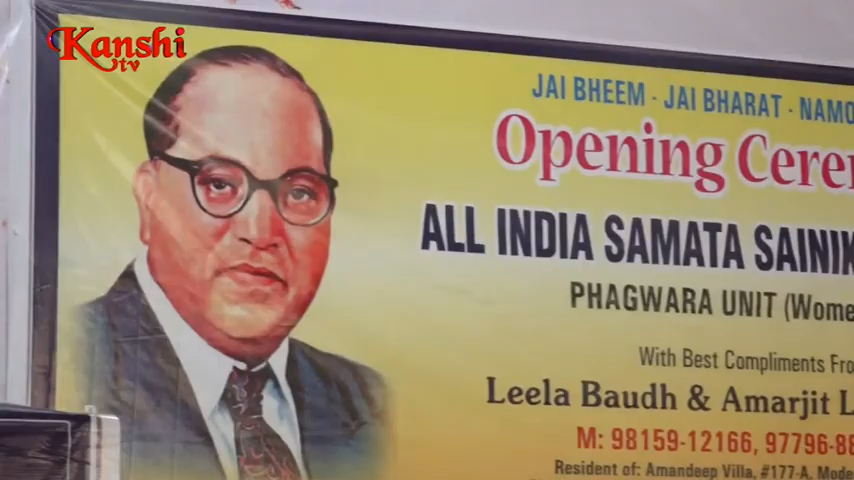 Kanshi
tv
JAI BHEEM - JAI BHARAT - NAMO
Opening Cerem
ALL INDIA SAMATA SAINIK
PHAGWARA UNIT (Wome
With Best Compliments Fro
Leela Baudh & Amarjit L
M: 98159-12166, 97796-88
Resident of: Amandeep Villa, #177-A, Mode